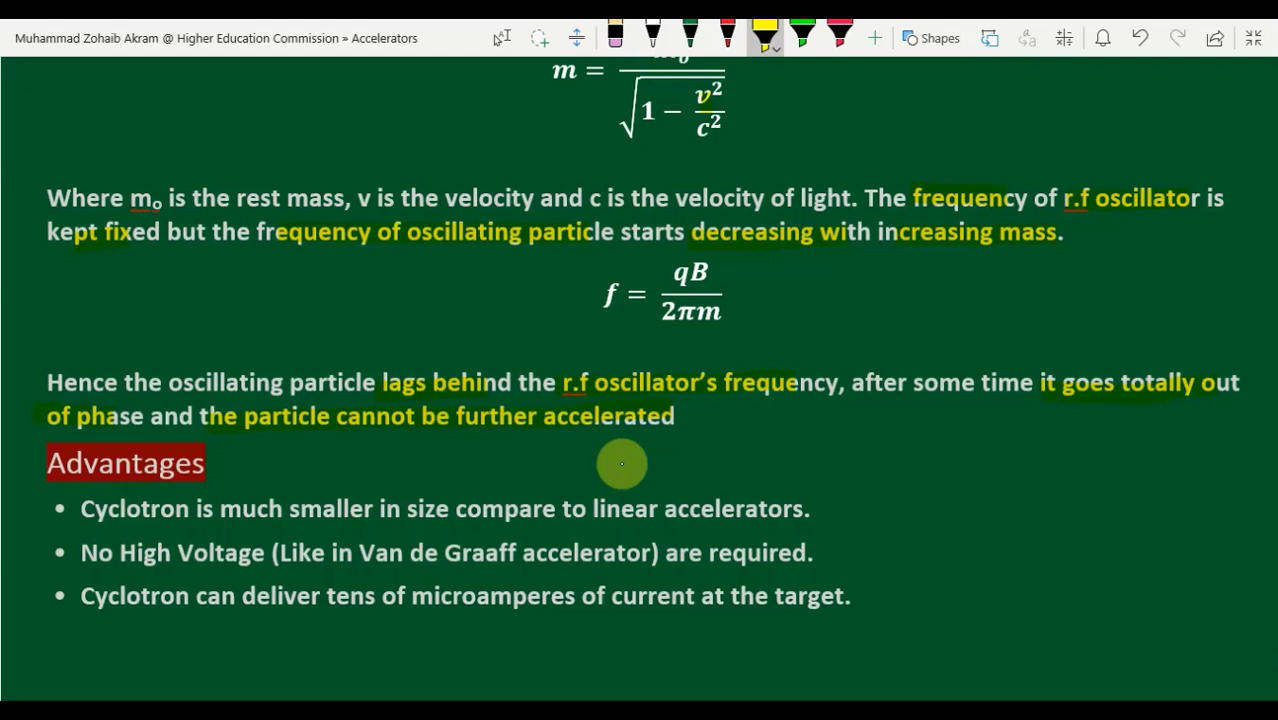 Muhammad Zohaib Akram @ Higher Education Commission » Accelerators
Shapes
m =
√1 − v²/c²
Where mₒ is the rest mass, v is the velocity and c is the velocity of light. The frequency of r.f oscillator is
kept fixed but the frequency of oscillating particle starts decreasing with increasing mass.
f = qB/2πm
Hence the oscillating particle lags behind the r.f oscillator’s frequency, after some time it goes totally out
of phase and the particle cannot be further accelerated
Advantages
• Cyclotron is much smaller in size compare to linear accelerators.
• No High Voltage (Like in Van de Graaff accelerator) are required.
• Cyclotron can deliver tens of microamperes of current at the target.